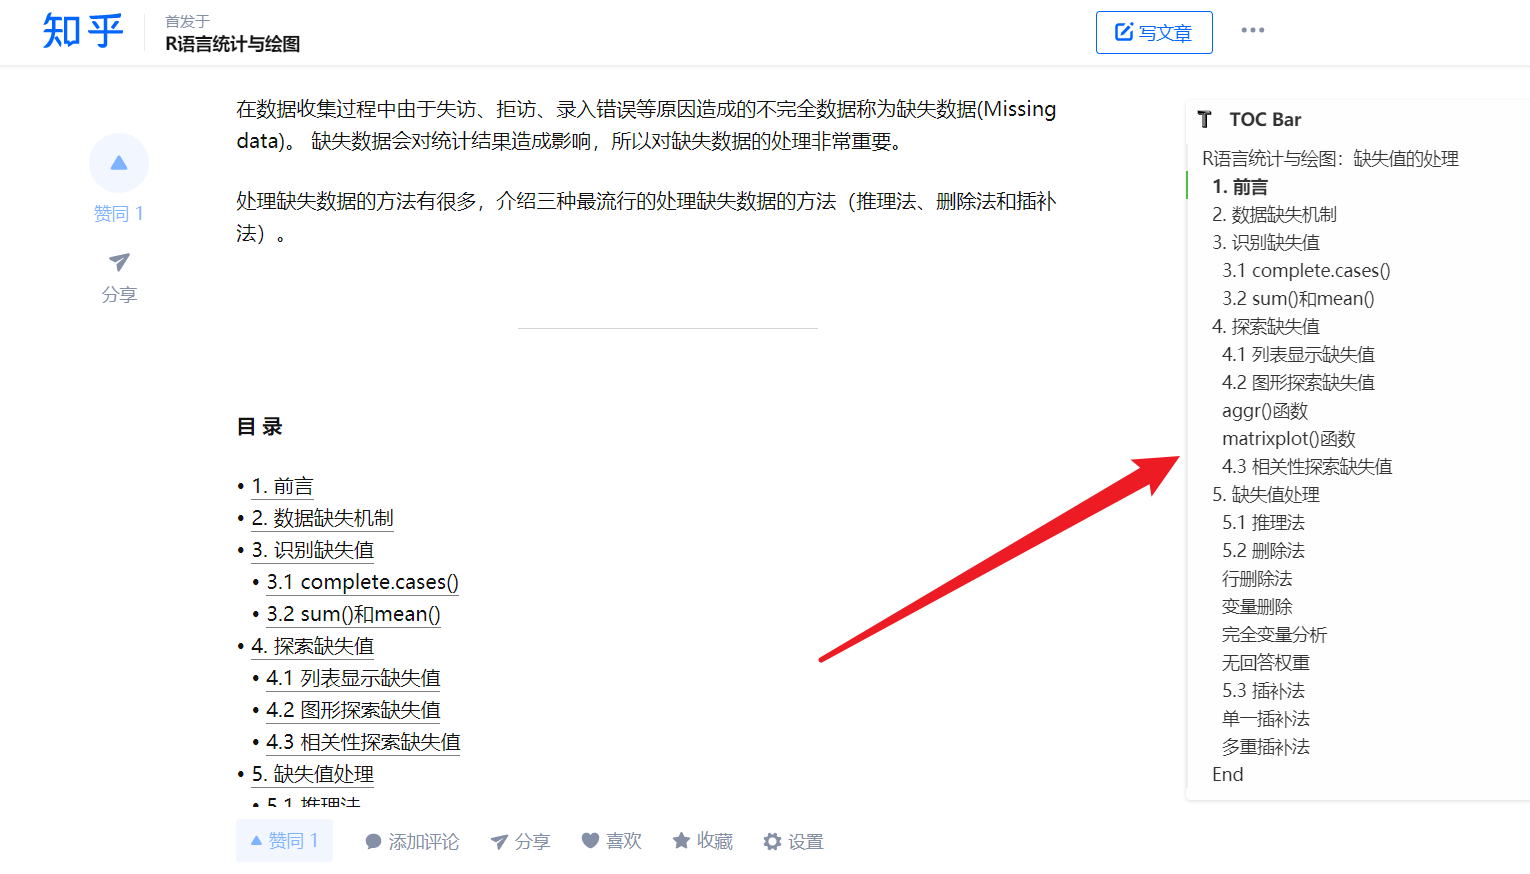 知乎
首发于
R语言统计与绘图
写文章
在数据收集过程中由于失访、拒访、录入错误等原因造成的不完全数据称为缺失数据(Missing
data)。 缺失数据会对统计结果造成影响，所以对缺失数据的处理非常重要。
处理缺失数据的方法有很多，介绍三种最流行的处理缺失数据的方法（推理法、删除法和插补
法）。
赞同 1
分享
目 录
• 1. 前言
• 2. 数据缺失机制
• 3. 识别缺失值
• 3.1 complete.cases()
• 3.2 sum()和mean()
• 4. 探索缺失值
• 4.1 列表显示缺失值
• 4.2 图形探索缺失值
• 4.3 相关性探索缺失值
• 5. 缺失值处理
• 5.1 推理法
赞同 1
添加评论
分享
喜欢
收藏
设置
TOC Bar
R语言统计与绘图：缺失值的处理
1. 前言
2. 数据缺失机制
3. 识别缺失值
3.1 complete.cases()
3.2 sum()和mean()
4. 探索缺失值
4.1 列表显示缺失值
4.2 图形探索缺失值
aggr()函数
matrixplot()函数
4.3 相关性探索缺失值
5. 缺失值处理
5.1 推理法
5.2 删除法
行删除法
变量删除
完全变量分析
无回答权重
5.3 插补法
单一插补法
多重插补法
End